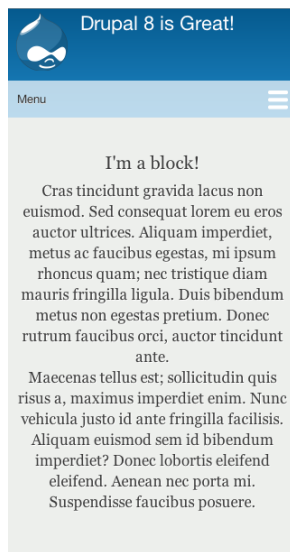 Drupal 8 is Great!
Menu
I'm a block!
Cras tincidunt gravida lacus non
euismod. Sed consequat lorem eu eros
auctor ultrices. Aliquam imperdiet,
metus ac faucibus egestas, mi ipsum
rhoncus quam; nec tristique diam
mauris fringilla ligula. Duis bibendum
metus non egestas pretium. Donec
rutrum faucibus orci, auctor tincidunt
ante.
Maecenas tellus est; sollicitudin quis
risus a, maximus imperdiet enim. Nunc
vehicula justo id ante fringilla facilisis.
Aliquam euismod sem id bibendum
imperdiet? Donec lobortis eleifend
eleifend. Aenean nec porta mi.
Suspendisse faucibus posuere.